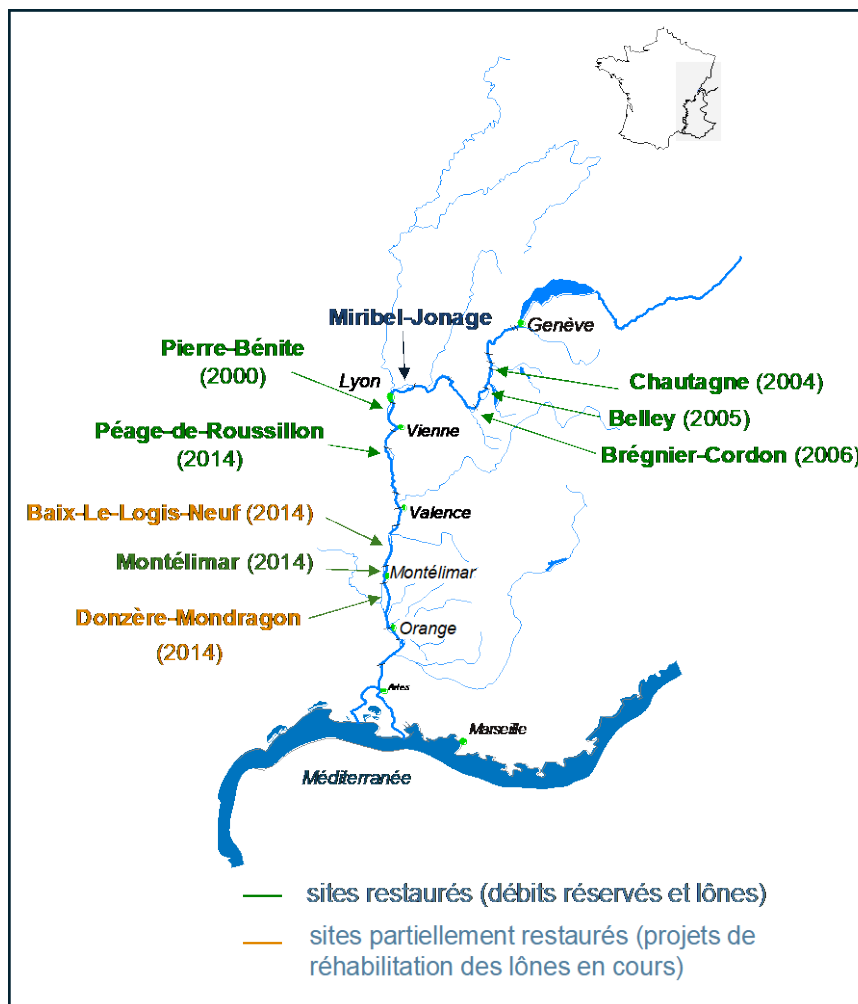 Miribel-Jonage
Genève
Pierre-Bénite
(2000)
Lyon
Chautagne (2004)
Belley (2005)
Péage-de-Roussillon
(2014)
Vienne
Brégnier-Cordon (2006)
Baix-Le-Logis-Neuf (2014)
Valence
Montélimar (2014)
Montélimar
Donzère-Mondragon
(2014)
Orange
Arles
Marseille
Méditerranée
sites restaurés (débits réservés et lônes)
sites partiellement restaurés (projets de
réhabilitation des lônes en cours)